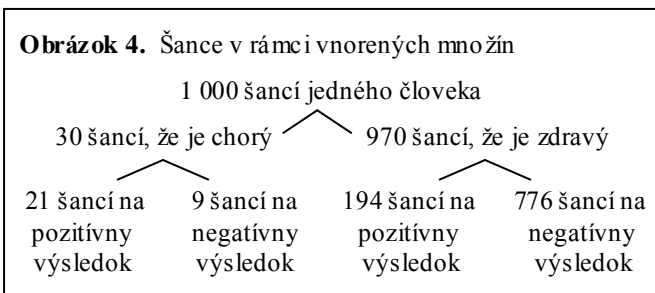 Obrázok 4. Šance v rámci vnorených množín
1 000 šancí jedného človeka
30 šancí, že je chorý 970 šancí, že je zdravý
21 šancí na 9 šancí na 194 šancí na 776 šancí na
pozitívny negatívny pozitívny negatívny
výsledok výsledok výsledok výsledok